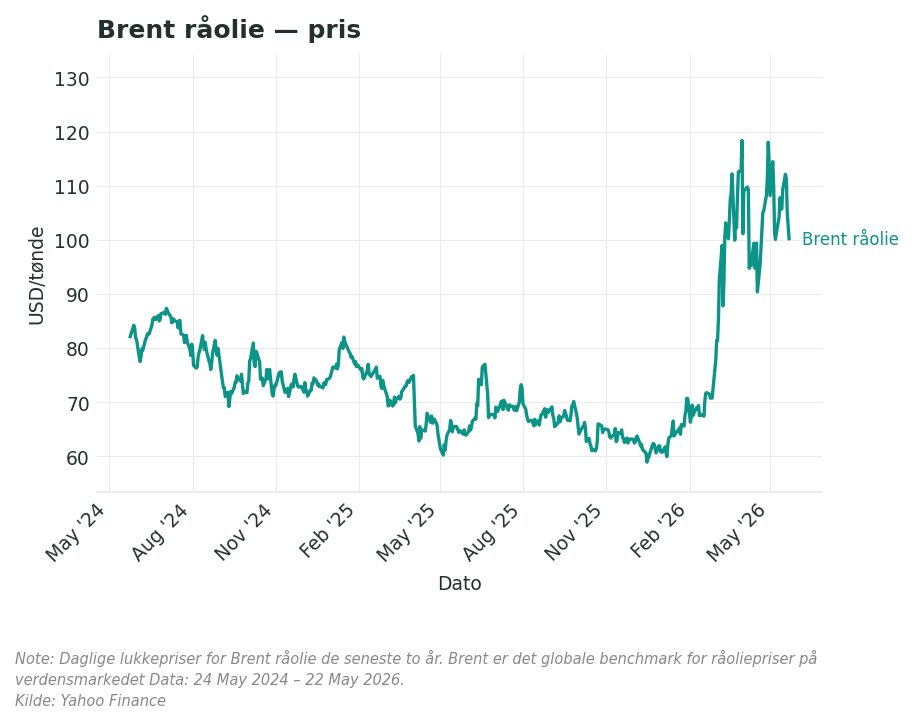 Brent råolie — pris
130
120
110
100
90
80
70
60
USD/tønde
Brent råolie
May '24
Aug '24
Nov '24
Feb '25
May '25
Aug '25
Nov '25
Feb '26
May '26
Dato
Note: Daglige lukkepriser for Brent råolie de seneste to år. Brent er det globale benchmark for råoliepriser på
verdensmarkedet Data: 24 May 2024 – 22 May 2026.
Kilde: Yahoo Finance